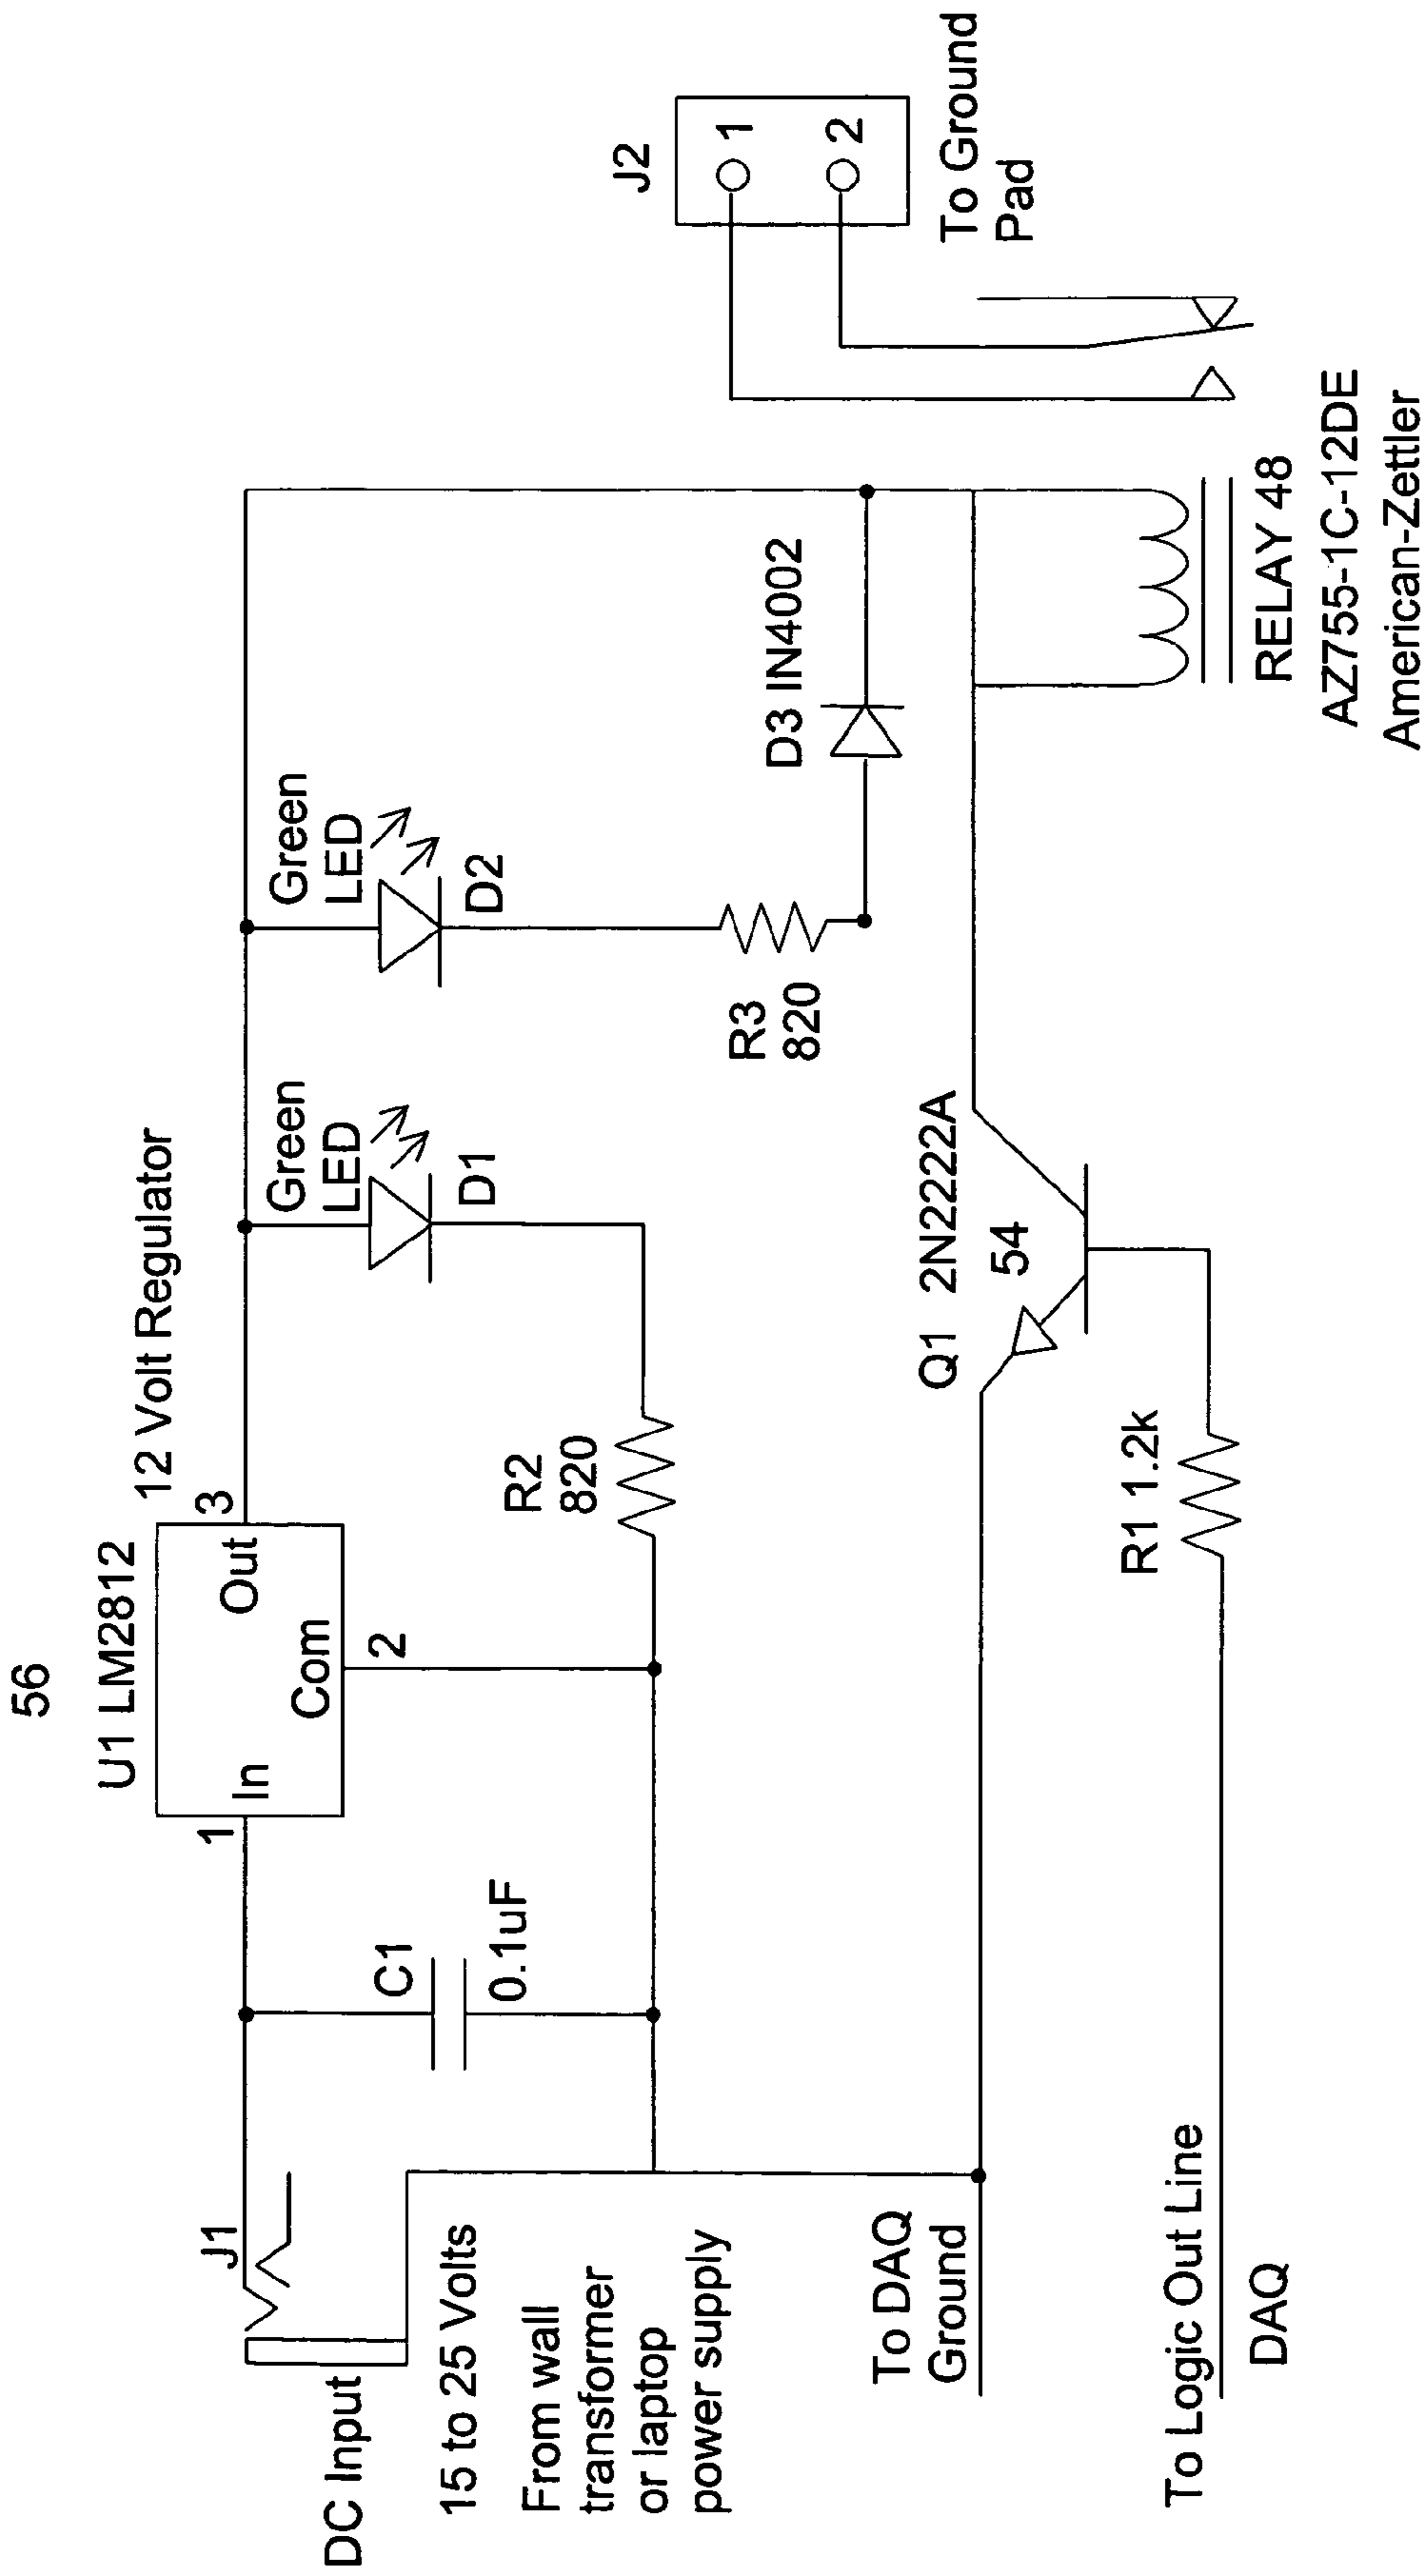 56
U1 LM2812
12 Volt Regulator
1
In
Out
3
Com
2
J1
DC Input
15 to 25 Volts
From wall
transformer
or laptop
power supply
C1
0.1uF
R2
820
Green
LED
D1
Green
LED
D2
R3
820
D3 IN4002
J2
1
2
To Ground
Pad
To DAQ
Ground
Q1 2N2222A
54
R1 1.2k
To Logic Out Line
DAQ
RELAY 48
AZ755-1C-12DE
American-Zettler